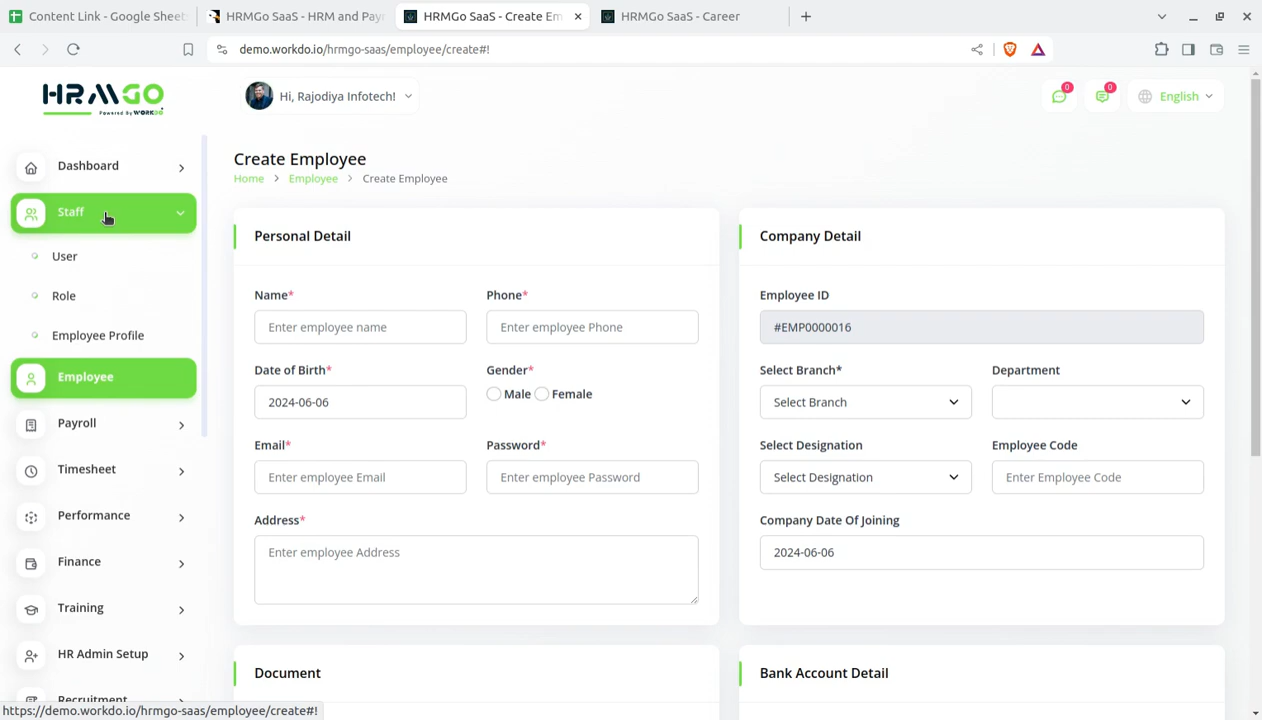 Content Link - Google Sheet
HRMGo SaaS - HRM and Payr
HRMGo SaaS - Create Em
HRMGo SaaS - Career
demo.workdo.io/hrmgo-saas/employee/create#!
HRMGO
Powered by WORKDO
Hi, Rajodiya Infotech!
0
0
English
Dashboard
Staff
User
Role
Employee Profile
Employee
Payroll
Timesheet
Performance
Finance
Training
HR Admin Setup
Recruitment
Create Employee
Home > Employee > Create Employee
Personal Detail
Name*
Phone*
Enter employee name
Enter employee Phone
Date of Birth*
Gender*
2024-06-06
Male
Female
Email*
Password*
Enter employee Email
Enter employee Password
Address*
Enter employee Address
Company Detail
Employee ID
#EMP0000016
Select Branch*
Department
Select Branch
Select Designation
Employee Code
Select Designation
Enter Employee Code
Company Date Of Joining
2024-06-06
Document
Bank Account Detail
https://demo.workdo.io/hrmgo-saas/employee/create#!